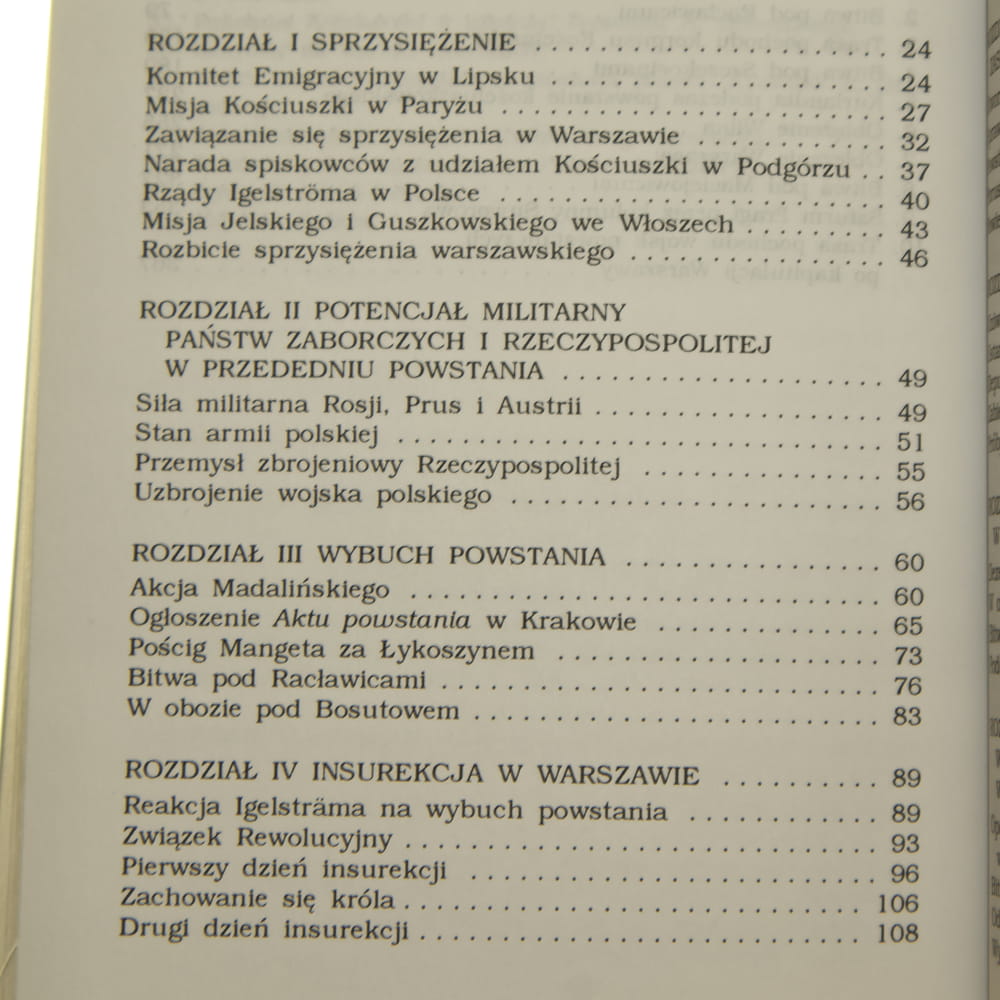 ROZDZIAŁ I SPRZYSIĘŻENIE . . . . . . . . . . . . . . . . . . . . . . 24
Komitet Emigracyjny w Lipsku . . . . . . . . . . . . . . . . . . . . . 24
Misja Kościuszki w Paryżu . . . . . . . . . . . . . . . . . . . . . . . . 27
Zawiązanie się sprzysiężenia w Warszawie . . . . . . . . . . . . 32
Narada spiskowców z udziałem Kościuszki w Podgórzu . . 37
Rządy Igelströma w Polsce . . . . . . . . . . . . . . . . . . . . . . . . 40
Misja Jelskiego i Guszkowskiego we Włoszech . . . . . . . . . 43
Rozbicie sprzysiężenia warszawskiego . . . . . . . . . . . . . . . . 46
ROZDZIAŁ II POTENCJAŁ MILITARNY
PAŃSTW ZABORCZYCH I RZECZYPOSPOLITEJ
W PRZEDEDNIU POWSTANIA . . . . . . . . . . . . . . . . . . . . 49
Siła militarna Rosji, Prus i Austrii . . . . . . . . . . . . . . . . . . 49
Stan armii polskiej . . . . . . . . . . . . . . . . . . . . . . . . . . . . . . 51
Przemysł zbrojeniowy Rzeczypospolitej . . . . . . . . . . . . . . . 55
Uzbrojenie wojska polskiego . . . . . . . . . . . . . . . . . . . . . . . 56
ROZDZIAŁ III WYBUCH POWSTANIA . . . . . . . . . . . . . . . . 60
Akcja Madalińskiego . . . . . . . . . . . . . . . . . . . . . . . . . . . . . 60
Ogłoszenie Aktu powstania w Krakowie . . . . . . . . . . . . . . 65
Pościg Mangeta za Łykoszynem . . . . . . . . . . . . . . . . . . . . 73
Bitwa pod Racławicami . . . . . . . . . . . . . . . . . . . . . . . . . . . 76
W obozie pod Bosutowem . . . . . . . . . . . . . . . . . . . . . . . . . 83
ROZDZIAŁ IV INSUREKCJA W WARSZAWIE . . . . . . . . . . 89
Reakcja Igelsträma na wybuch powstania . . . . . . . . . . . . 89
Związek Rewolucyjny . . . . . . . . . . . . . . . . . . . . . . . . . . . . . 93
Pierwszy dzień insurekcji . . . . . . . . . . . . . . . . . . . . . . . . . 96
Zachowanie się króla . . . . . . . . . . . . . . . . . . . . . . . . . . . . 106
Drugi dzień insurekcji . . . . . . . . . . . . . . . . . . . . . . . . . . . 108